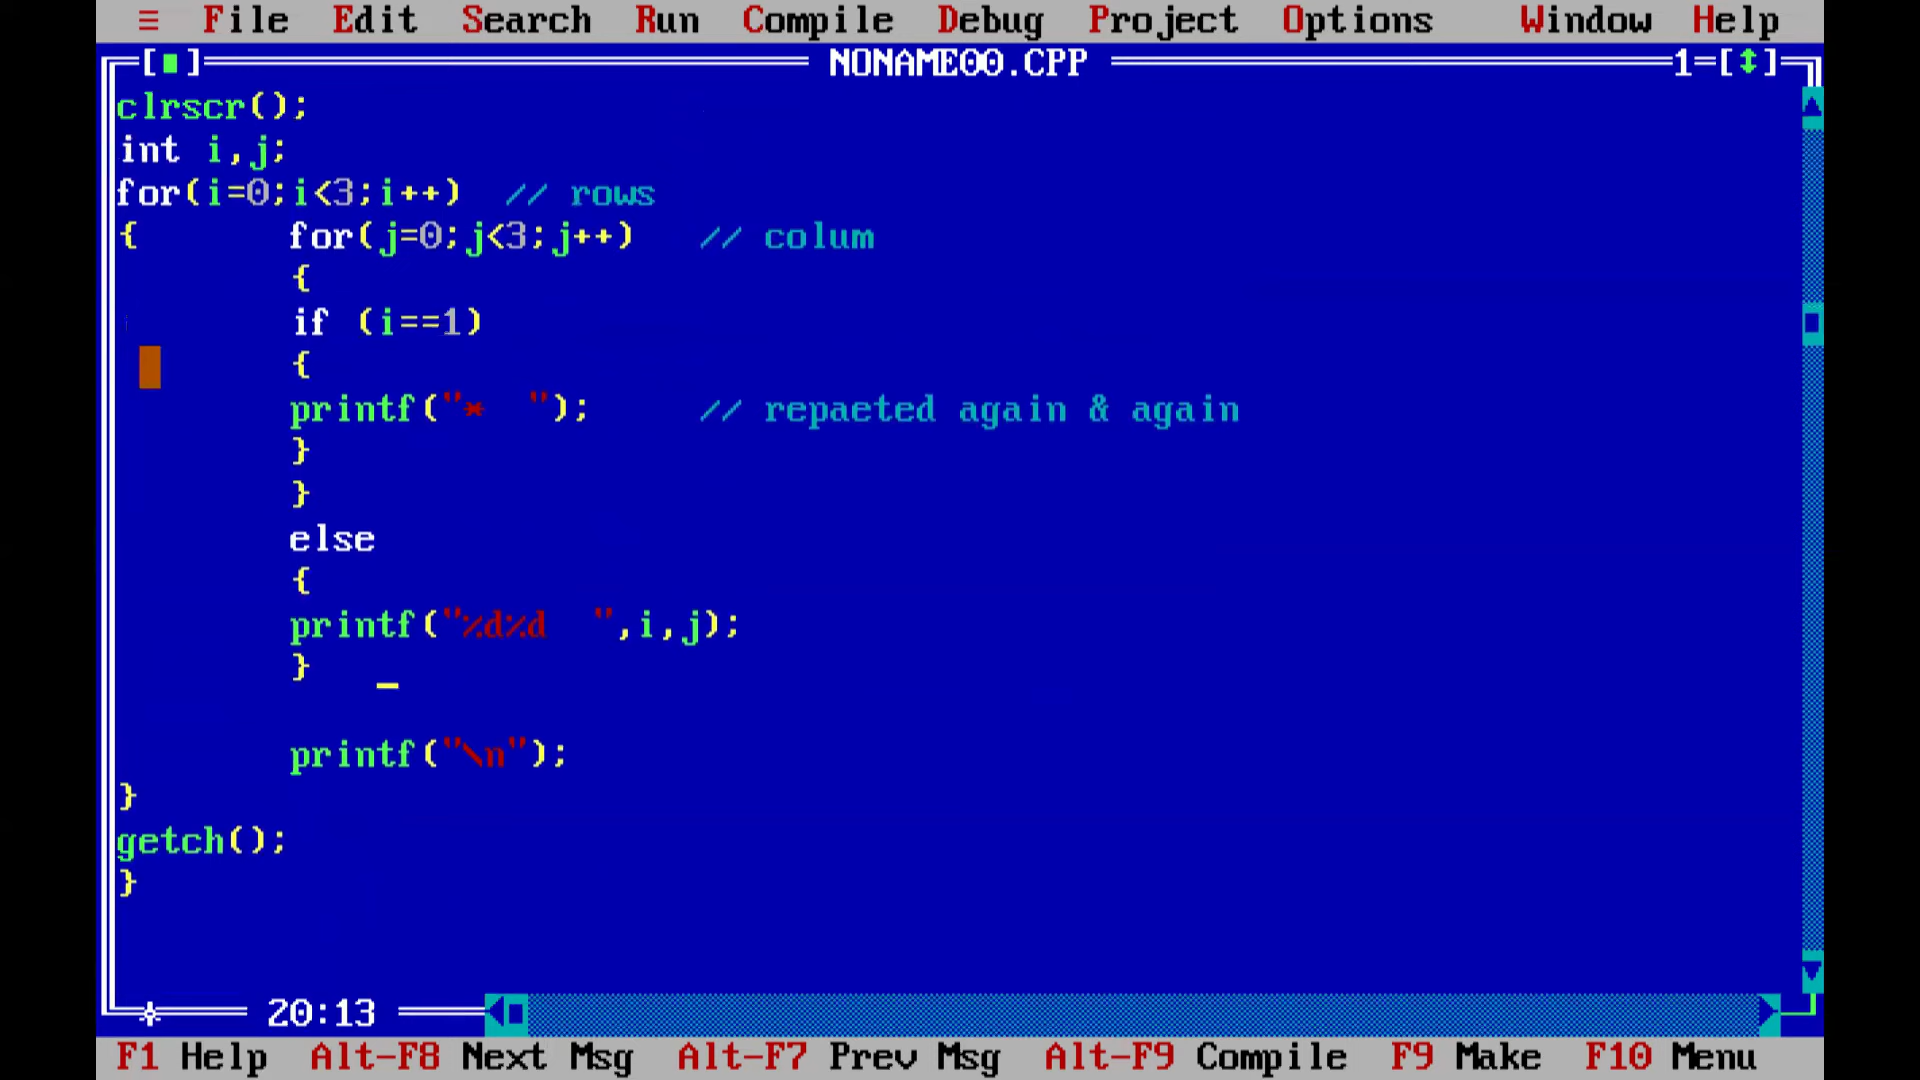 ≡ File Edit Search Run Compile Debug Project Options Window Help
[■] NONAME00.CPP 1=[↕]
clrscr();
int i,j;
for(i=0;i<3;i++)  // rows
{       for(j=0;j<3;j++)   // colum
        {
        if (i==1)
        {
        printf("*  ");     // repaeted again & again
        }
        }
        else
        {
        printf("%d%d  ",i,j);
        }
        printf("\n");
}
getch();
}
20:13
F1 Help Alt-F8 Next Msg Alt-F7 Prev Msg Alt-F9 Compile F9 Make F10 Menu